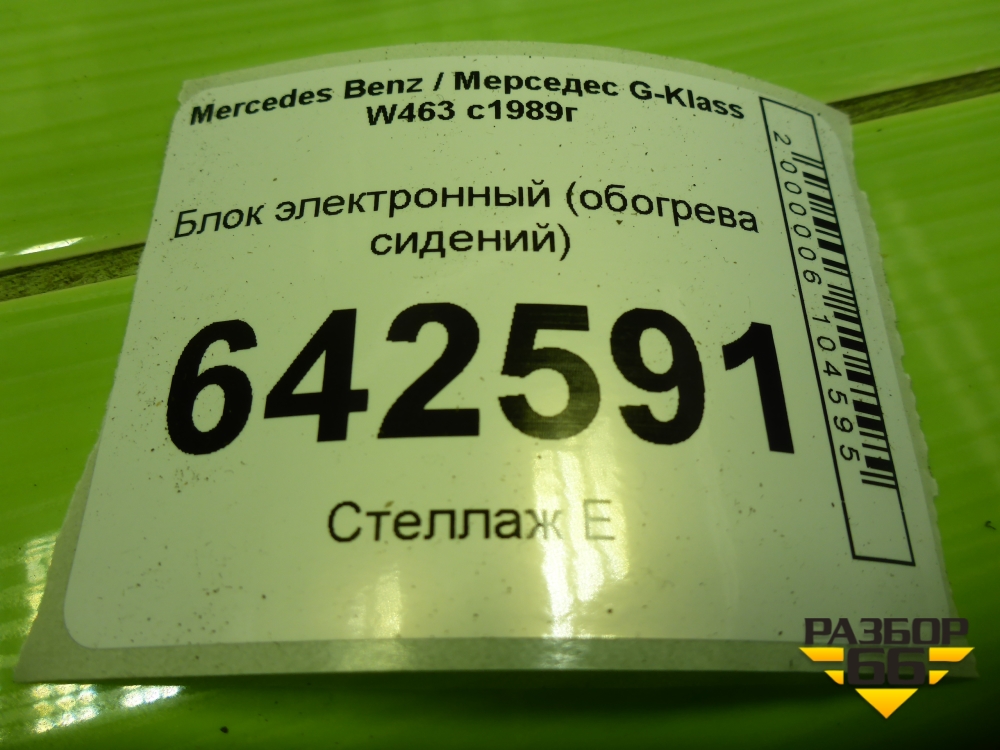 Mercedes Benz / Мерседес G-Klass
W463 с1989г
Блок электронный (обогрева
сидений)
642591
Стеллаж E
2000006104595
РАЗБОР
66